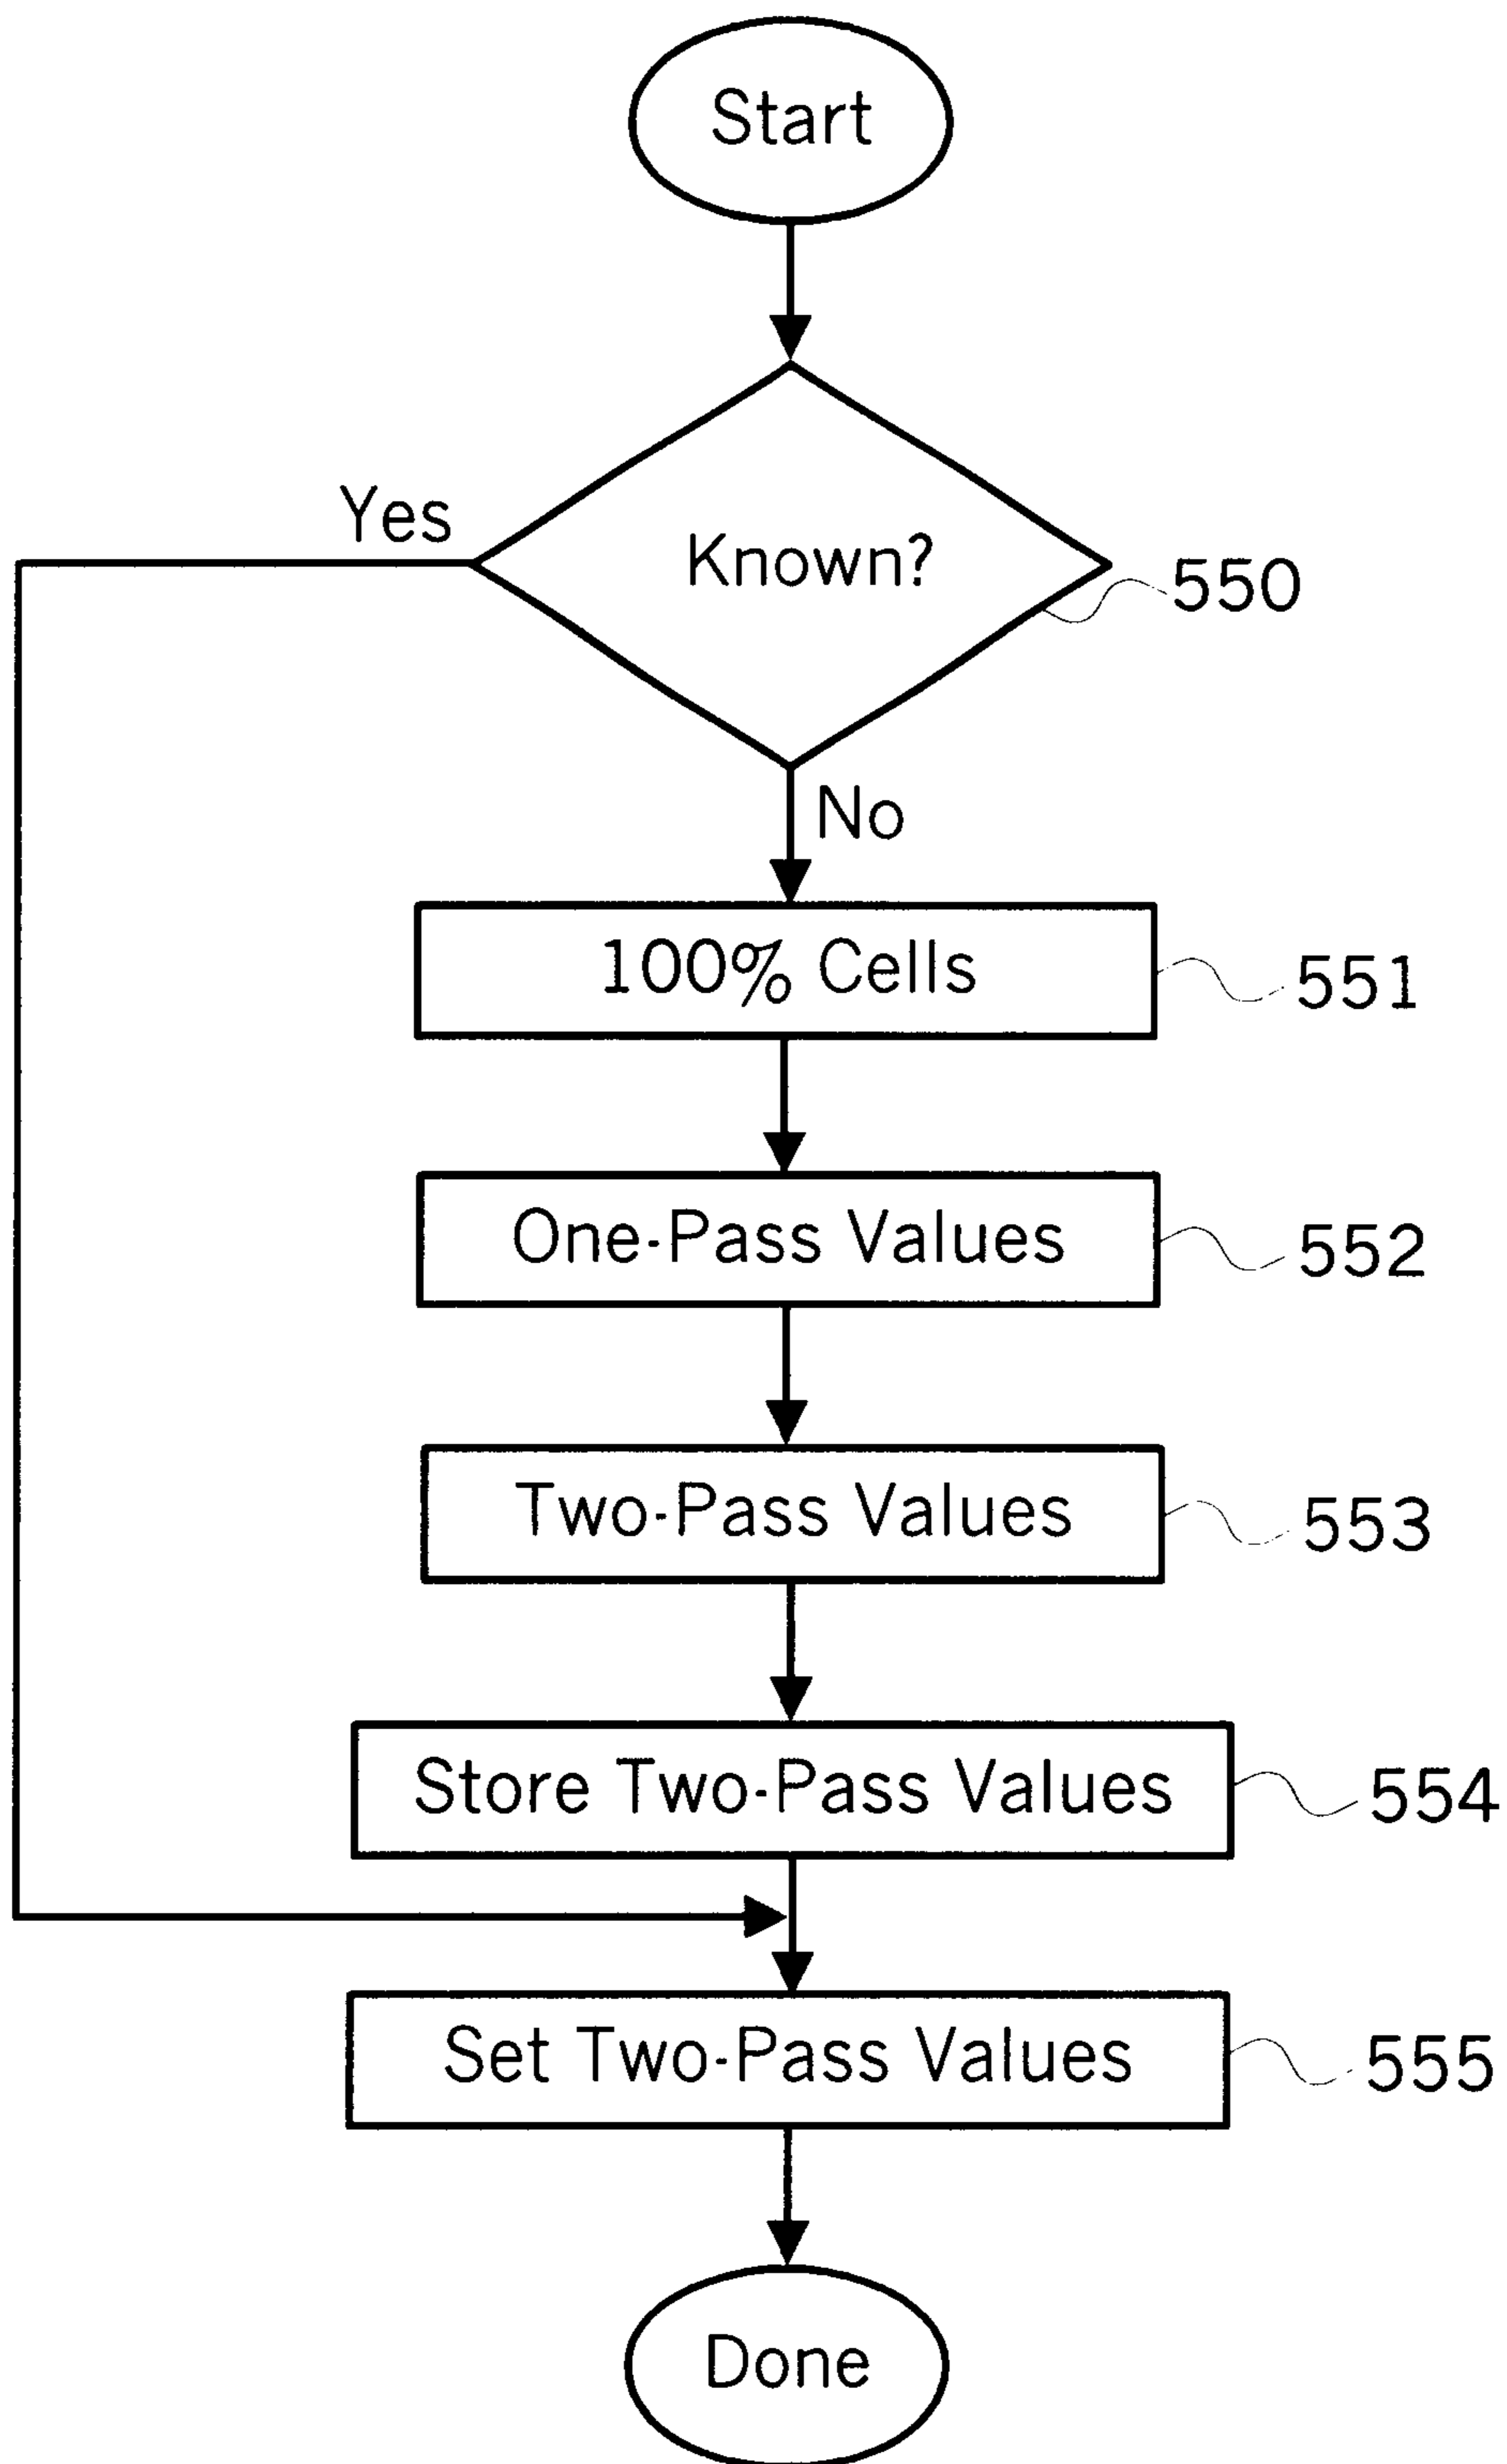 Start
Yes
Known?
550
No
100% Cells
551
One-Pass Values
552
Two-Pass Values
553
Store Two-Pass Values
554
Set Two-Pass Values
555
Done